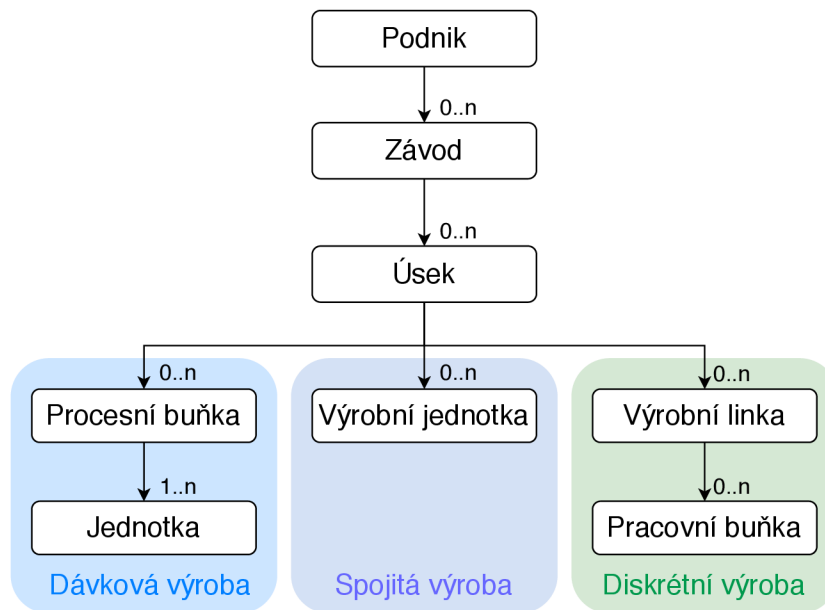 Podnik
0..n
Závod
0..n
Úsek
0..n
0..n
0..n
Procesní buňka
Výrobní jednotka
Výrobní linka
1..n
0..n
Jednotka
Pracovní buňka
Dávková výroba
Spojitá výroba
Diskrétní výroba